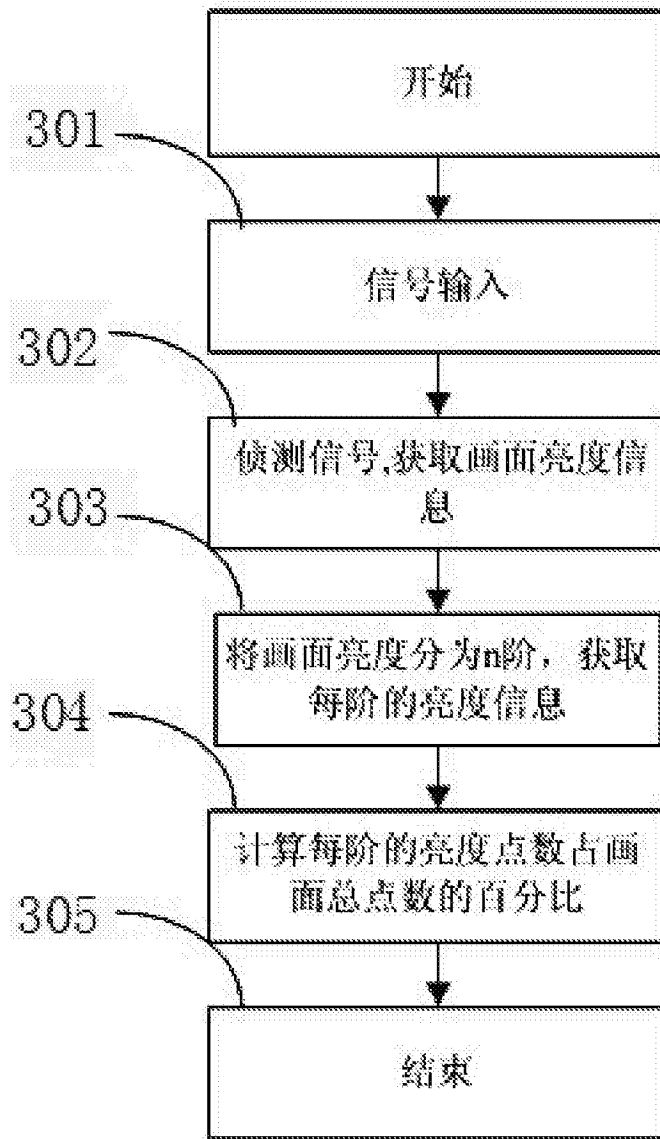 开始
301
信号输入
302
侦测信号,获取画面亮度信
息
303
将画面亮度分为n阶，获取
每阶的亮度信息
304
计算每阶的亮度点数占画
面总点数的百分比
305
结束